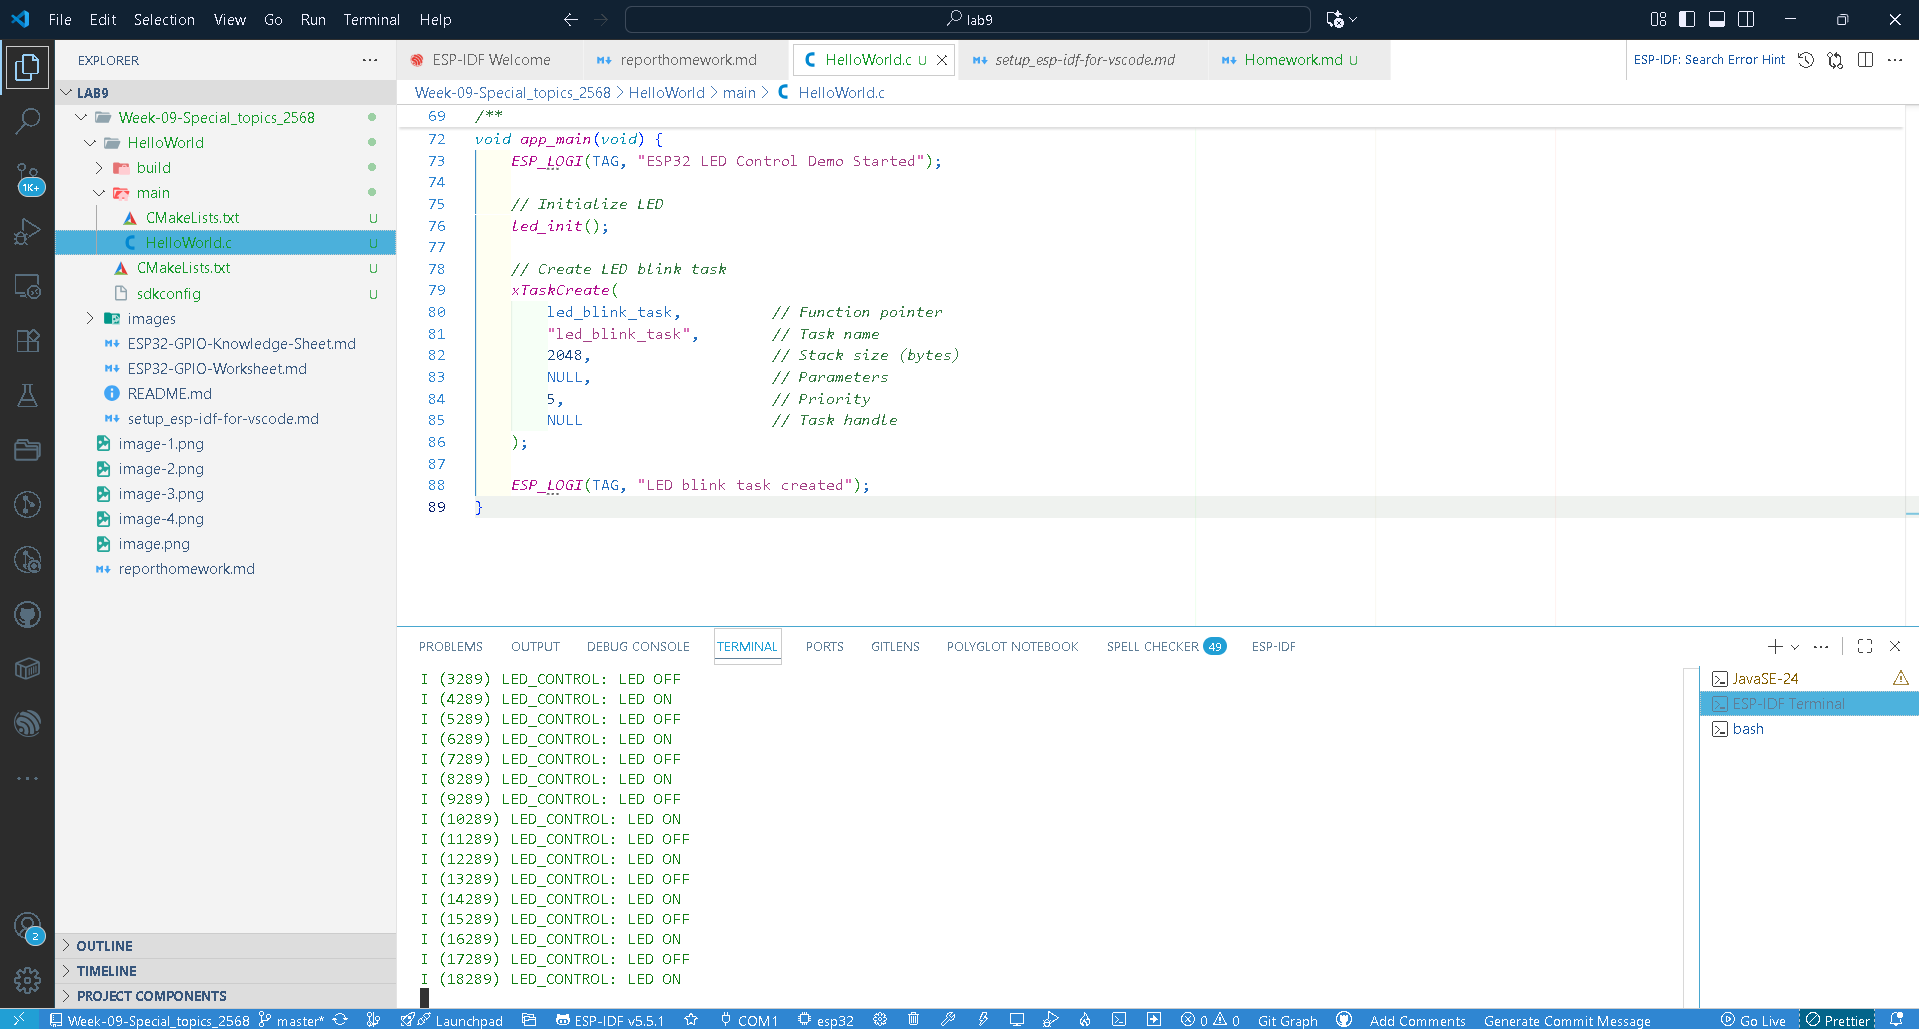 File Edit Selection View Go Run Terminal Help
lab9
EXPLORER
ESP-IDF Welcome
reporthomework.md
HelloWorld.c U
setup_esp-idf-for-vscode.md
Homework.md U
ESP-IDF: Search Error Hint
LAB9
Week-09-Special_topics_2568 > HelloWorld > main > HelloWorld.c
Week-09-Special_topics_2568
HelloWorld
build
main
CMakeLists.txt U
HelloWorld.c U
CMakeLists.txt U
sdkconfig U
images
ESP32-GPIO-Knowledge-Sheet.md
ESP32-GPIO-Worksheet.md
README.md
setup_esp-idf-for-vscode.md
image-1.png
image-2.png
image-3.png
image-4.png
image.png
reporthomework.md
1K+
2
OUTLINE
TIMELINE
PROJECT COMPONENTS
69 /**
72 void app_main(void) {
73 ESP_LOGI(TAG, "ESP32 LED Control Demo Started");
74
75 // Initialize LED
76 led_init();
77
78 // Create LED blink task
79 xTaskCreate(
80 led_blink_task, // Function pointer
81 "led_blink_task", // Task name
82 2048, // Stack size (bytes)
83 NULL, // Parameters
84 5, // Priority
85 NULL // Task handle
86 );
87
88 ESP_LOGI(TAG, "LED blink task created");
89 }
PROBLEMS OUTPUT DEBUG CONSOLE TERMINAL PORTS GITLENS POLYGLOT NOTEBOOK SPELL CHECKER 49 ESP-IDF
I (3289) LED_CONTROL: LED OFF
I (4289) LED_CONTROL: LED ON
I (5289) LED_CONTROL: LED OFF
I (6289) LED_CONTROL: LED ON
I (7289) LED_CONTROL: LED OFF
I (8289) LED_CONTROL: LED ON
I (9289) LED_CONTROL: LED OFF
I (10289) LED_CONTROL: LED ON
I (11289) LED_CONTROL: LED OFF
I (12289) LED_CONTROL: LED ON
I (13289) LED_CONTROL: LED OFF
I (14289) LED_CONTROL: LED ON
I (15289) LED_CONTROL: LED OFF
I (16289) LED_CONTROL: LED ON
I (17289) LED_CONTROL: LED OFF
I (18289) LED_CONTROL: LED ON
JavaSE-24
ESP-IDF Terminal
bash
Week-09-Special_topics_2568 master* Launchpad ESP-IDF v5.5.1 COM1 esp32 0 0 Git Graph Add Comments Generate Commit Message Go Live Prettier